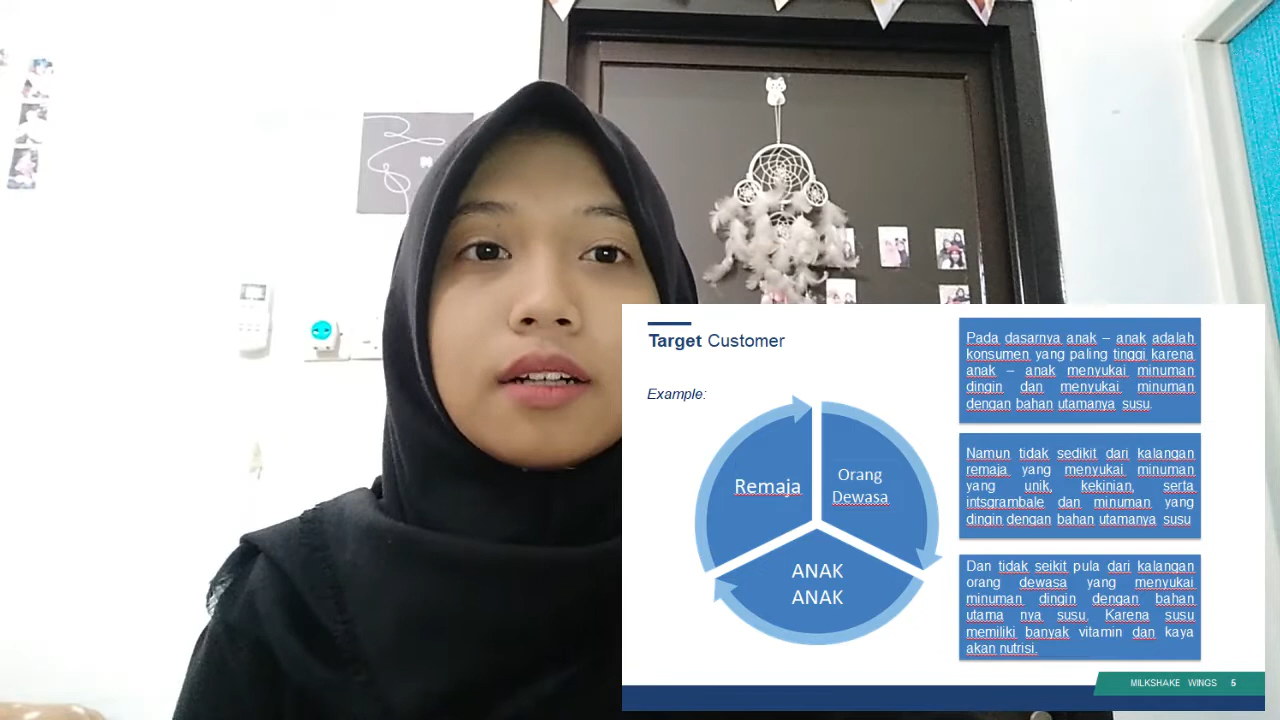 Target Customer
Example:
Remaja
Orang
Dewasa
ANAK
ANAK
Pada dasarnya anak – anak adalah
konsumen yang paling tinggi karena
anak – anak menyukai minuman
dingin dan menyukai minuman
dengan bahan utamanya susu.
Namun tidak sedikit dari kalangan
remaja yang menyukai minuman
yang unik, kekinian, serta
intsgrambale dan minuman yang
dingin dengan bahan utamanya susu
Dan tidak seikit pula dari kalangan
orang dewasa yang menyukai
minuman dingin dengan bahan
utama nya susu. Karena susu
memiliki banyak vitamin dan kaya
akan nutrisi.
MILKSHAKE WINGS 5